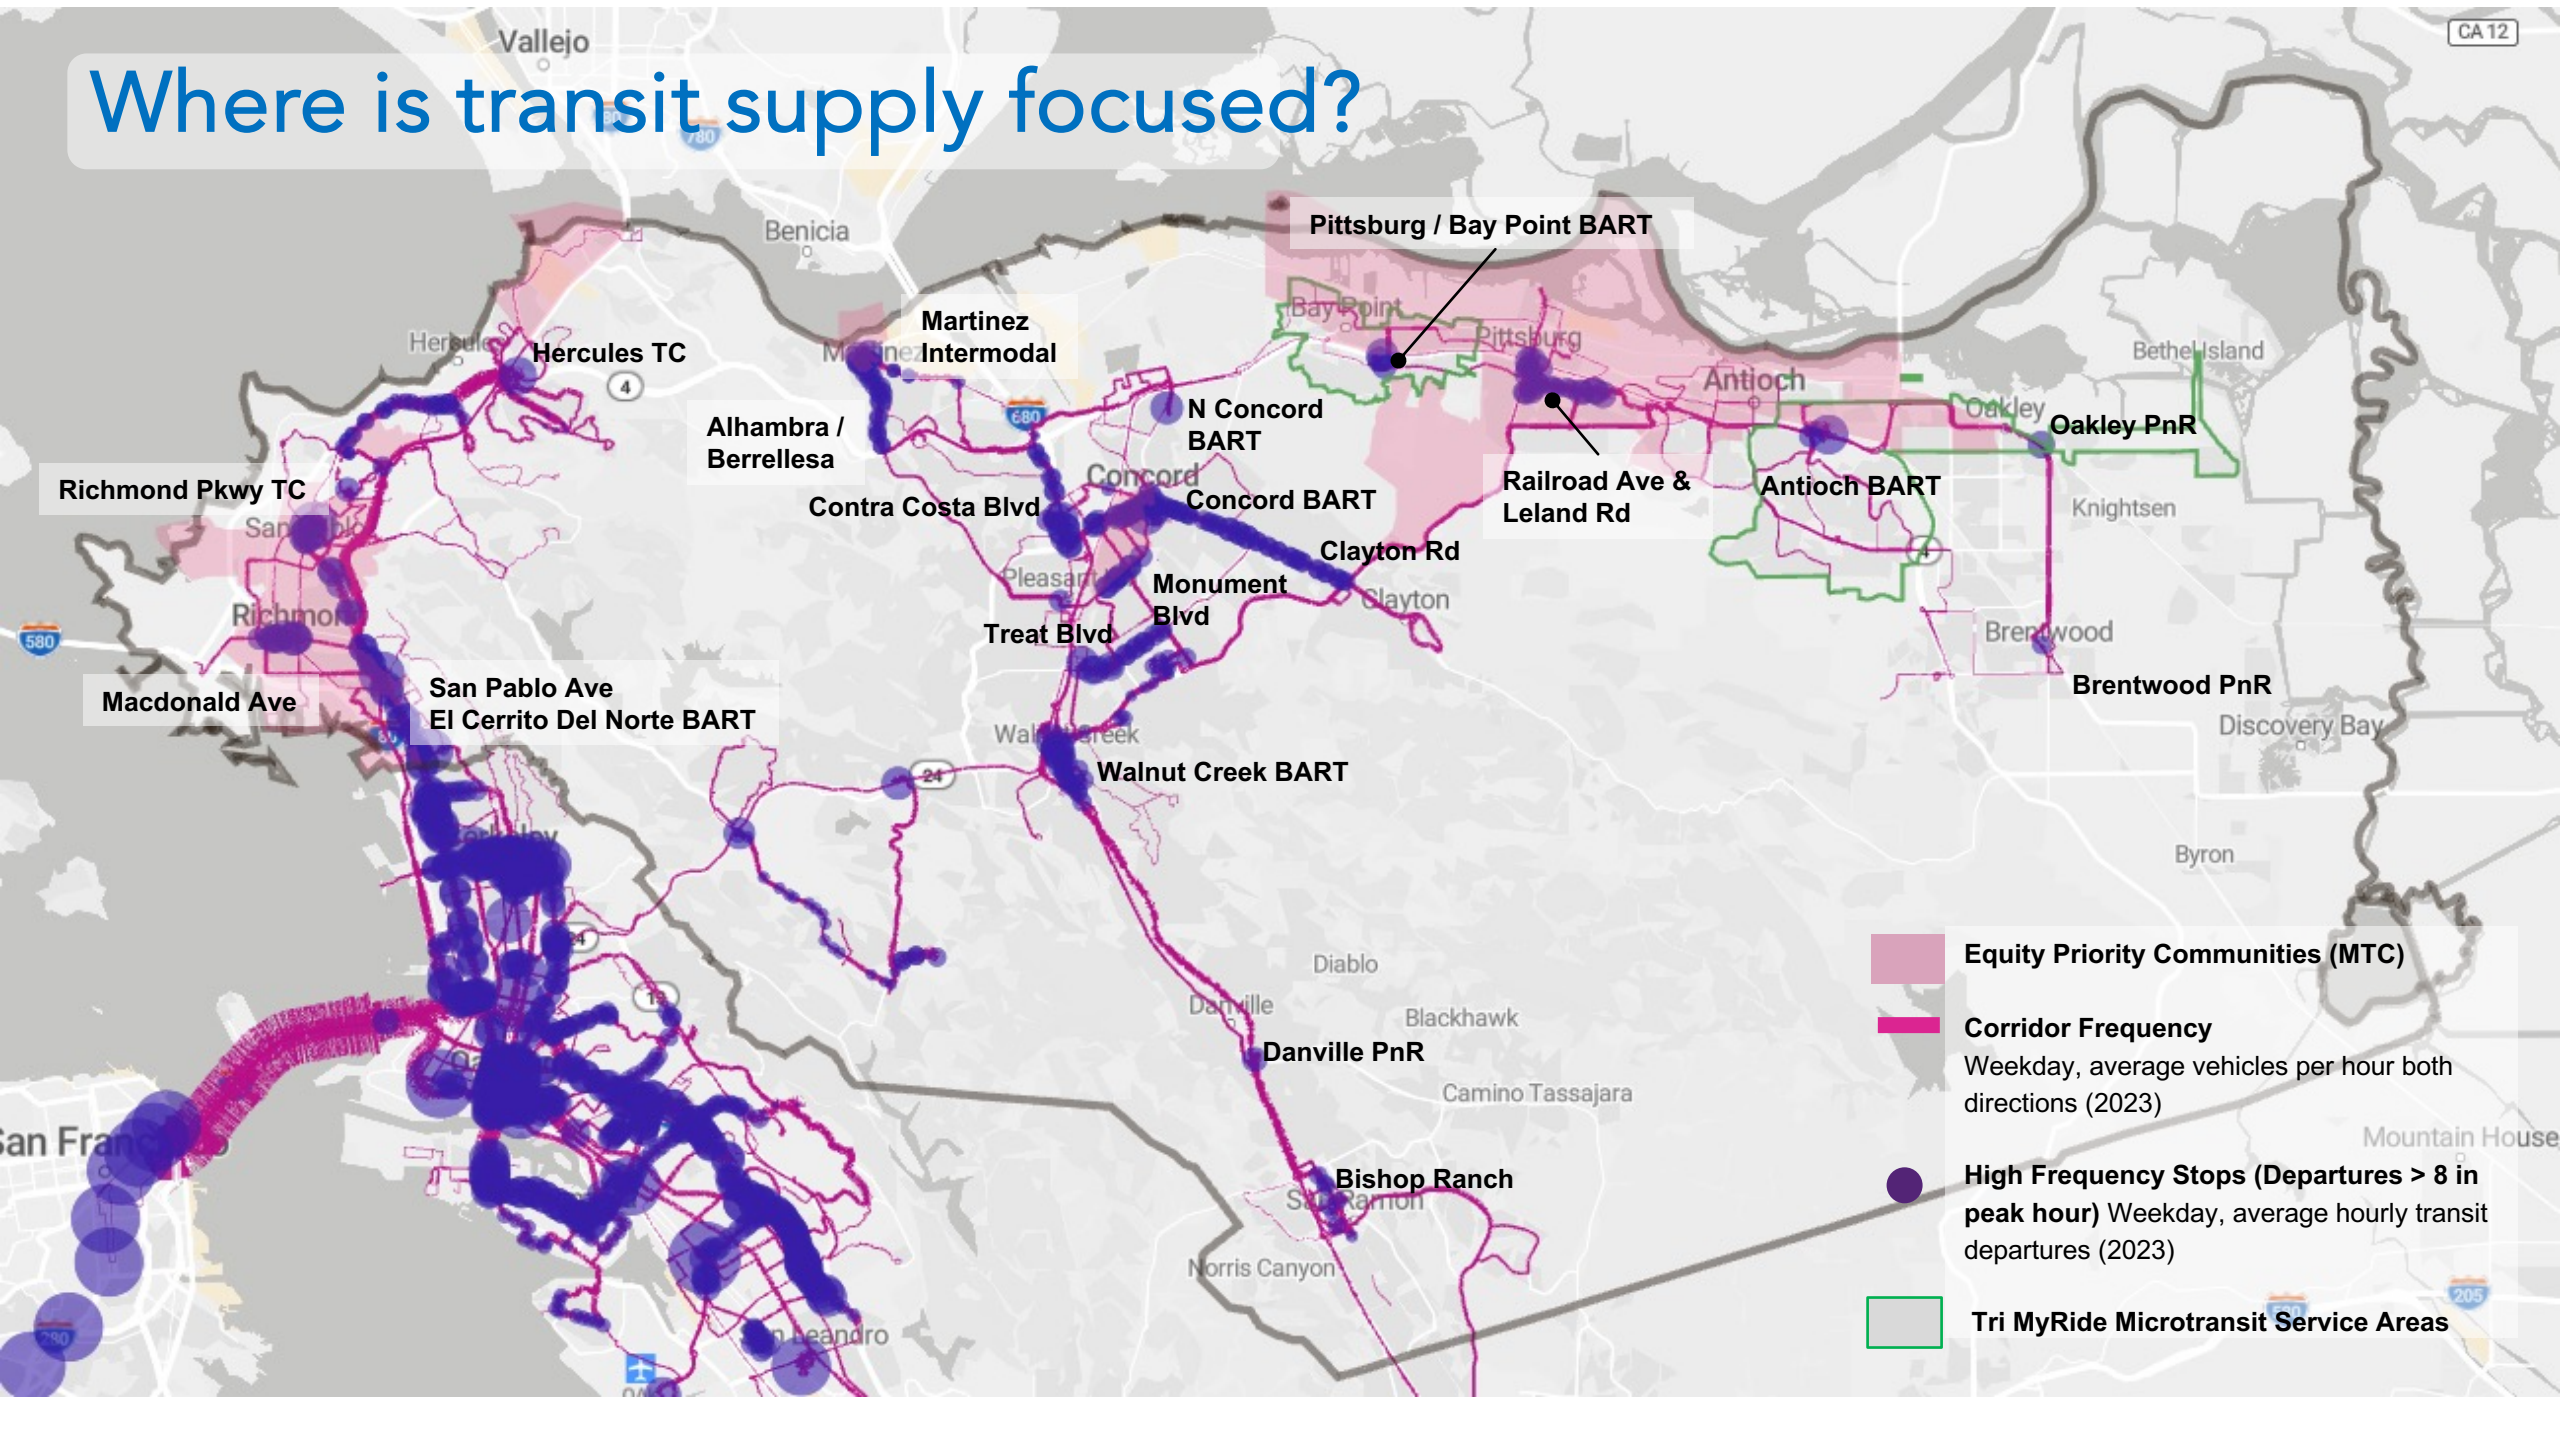 Vallejo
CA 12
Where is transit supply focused?
80
780
Benicia
Pittsburg / Bay Point BART
Bay Point
Martinez
Intermodal
Pittsburg
Hercules TC
4
680
Antioch
Bethel Island
N Concord
BART
Alhambra /
Berrellesa
Oakley
Oakley PnR
Concord
Richmond Pkwy TC
Contra Costa Blvd
Concord BART
Railroad Ave &
Leland Rd
Antioch BART
Knightsen
Clayton Rd
4
Pleasant
Monument
Blvd
Clayton
580
Treat Blvd
Brentwood
Macdonald Ave
San Pablo Ave
El Cerrito Del Norte BART
Brentwood PnR
Discovery Bay
80
Walnut Creek BART
24
Byron
24
Diablo
Danville
Blackhawk
13
Danville PnR
Camino Tassajara
Bishop Ranch
San Ramon
Norris Canyon
280
Equity Priority Communities (MTC)
Corridor Frequency
Weekday, average vehicles per hour both
directions (2023)
Mountain House
High Frequency Stops (Departures > 8 in
peak hour) Weekday, average hourly transit
departures (2023)
580
205
Tri MyRide Microtransit Service Areas